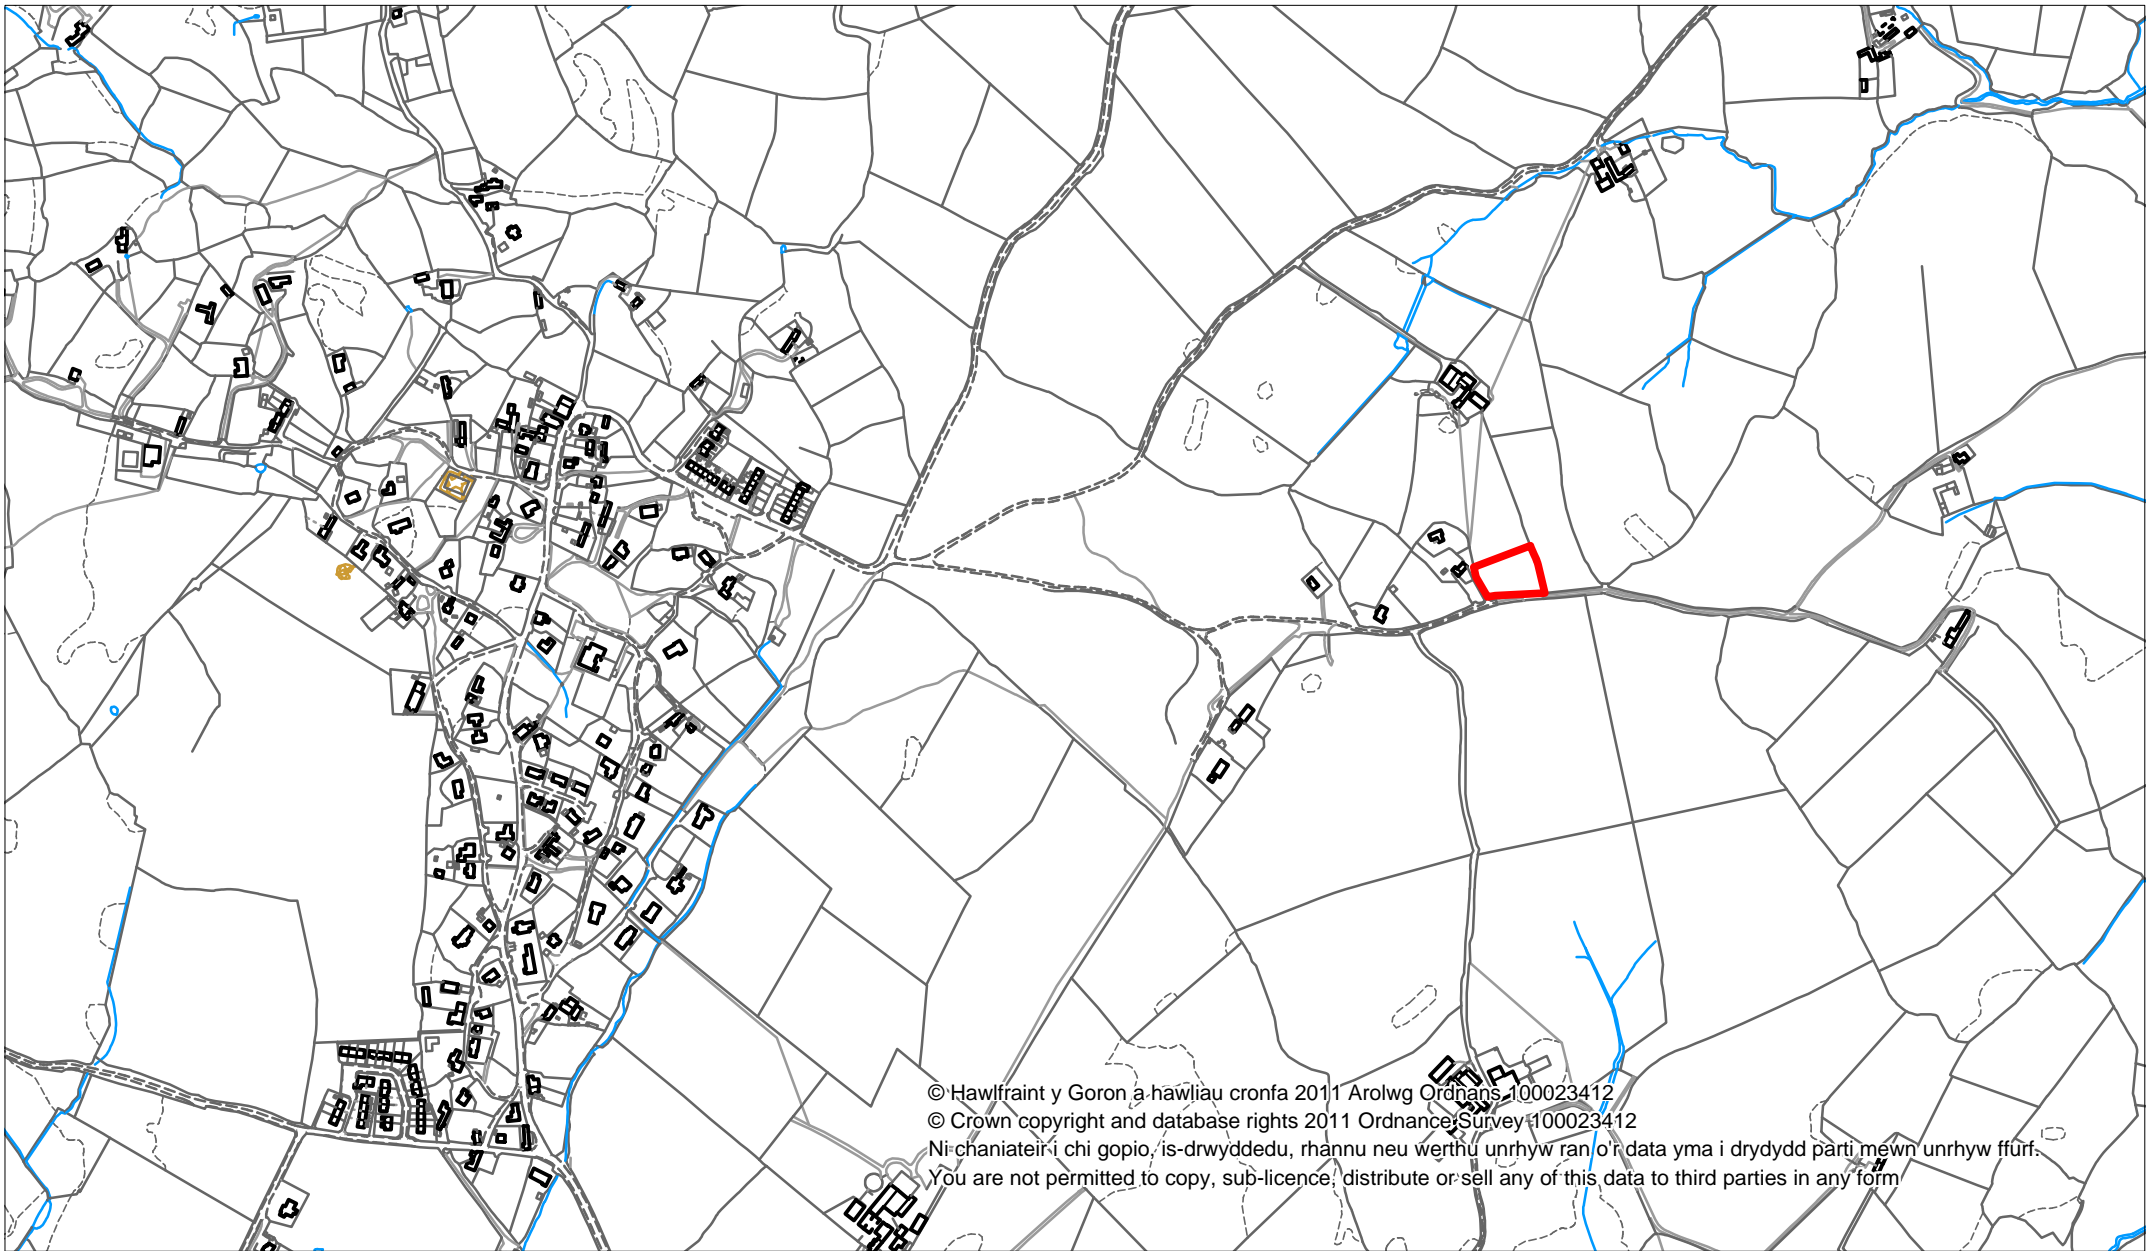 © Hawlfraint y Goron a hawliau cronfa 2011 Arolwg Ordnans 100023412
© Crown copyright and database rights 2011 Ordnance Survey 100023412
Ni chaniateir i chi gopio, is-drwyddedu, rhannu neu werthu unrhyw ran o'r data yma i drydydd parti mewn unrhyw ffurf.
You are not permitted to copy, sub-licence, distribute or sell any of this data to third parties in any form